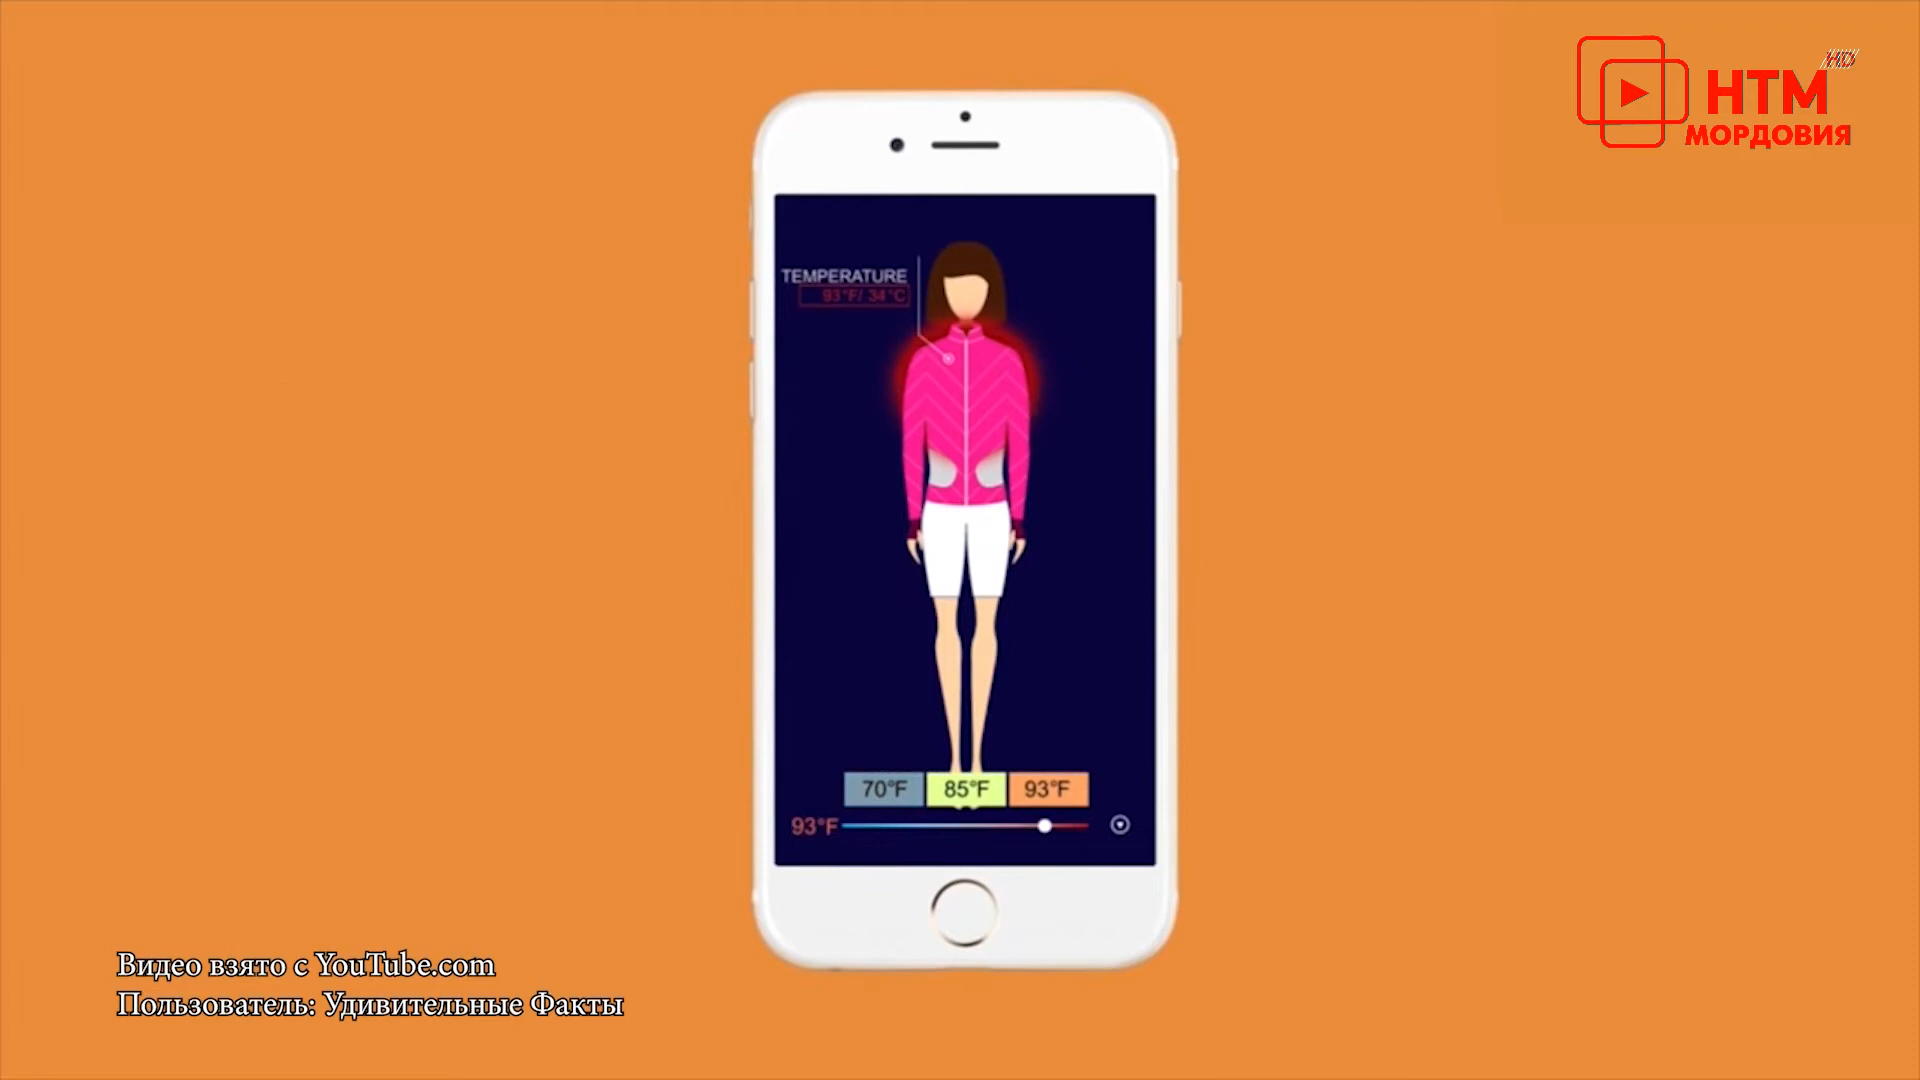 HD
НТМ
МОРДОВИЯ
TEMPERATURE
93°F/ 34°C
70°F 85°F 93°F
93°F
Видео взято с YouTube.com
Пользователь: Удивительные Факты